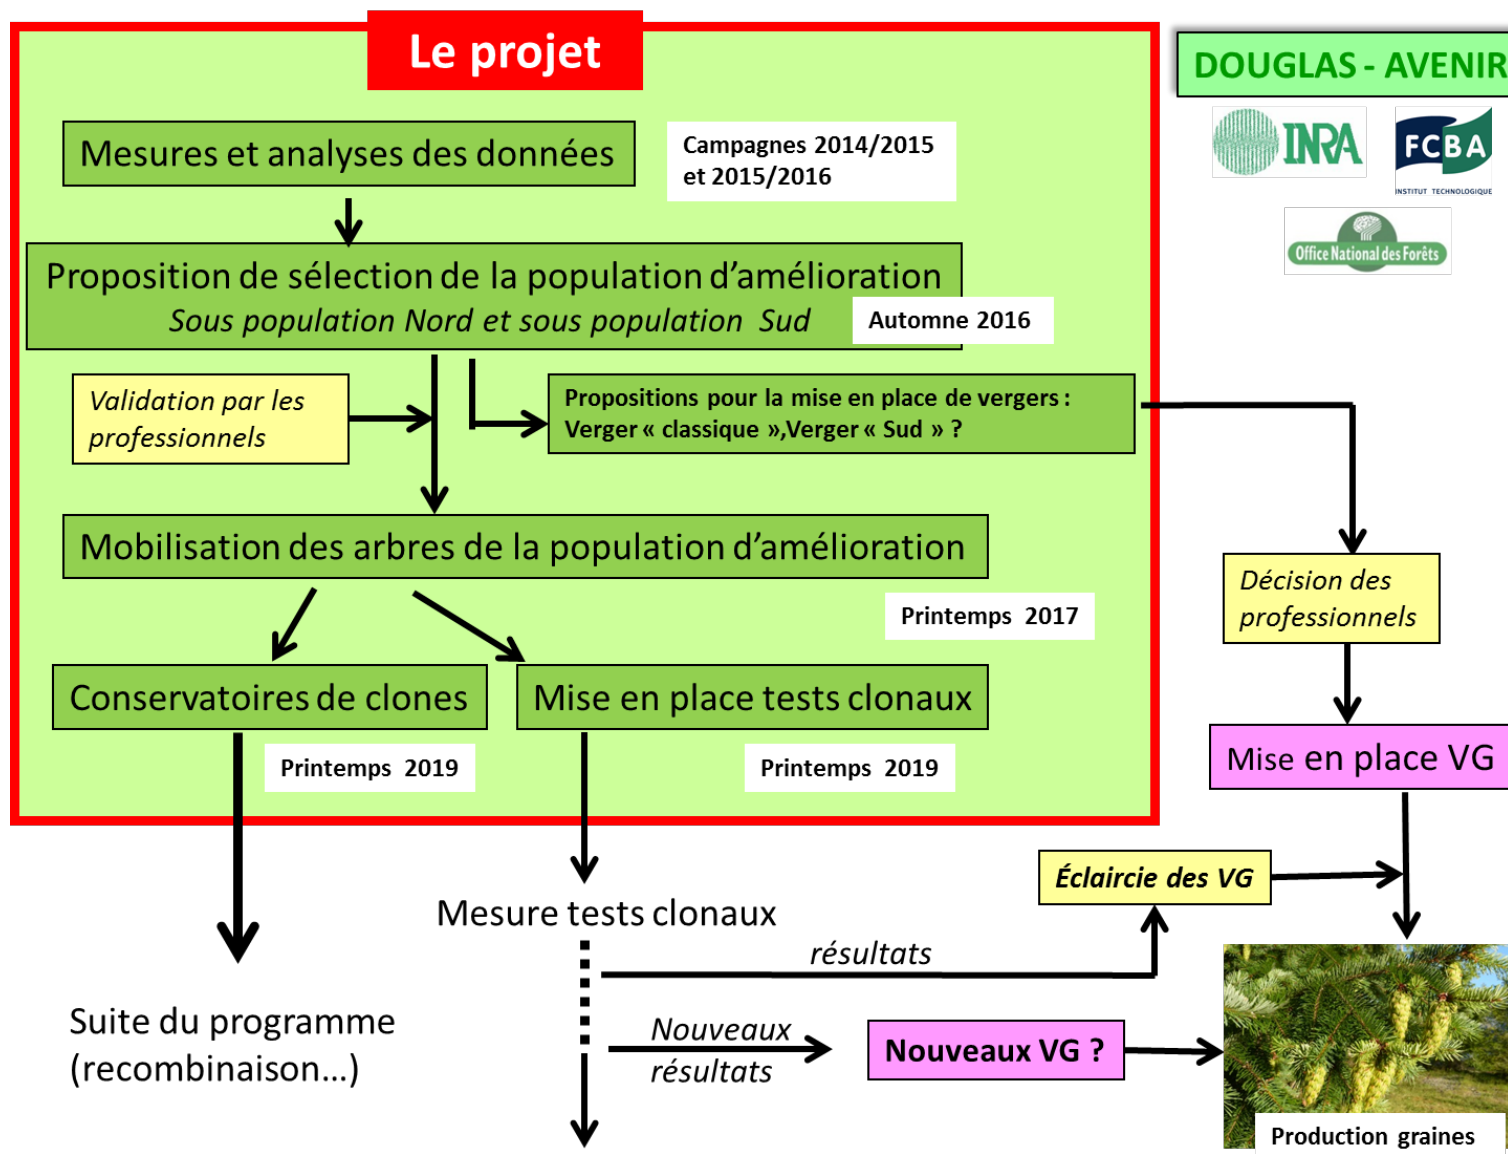 Le projet
DOUGLAS - AVENIR
INRA
FCBA
INSTITUT TECHNOLOGIQUE
Office National des Forêts
Mesures et analyses des données
Campagnes 2014/2015
et 2015/2016
Proposition de sélection de la population d'amélioration
Sous population Nord et sous population Sud
Automne 2016
Validation par les
professionnels
Propositions pour la mise en place de vergers :
Verger « classique »,Verger « Sud » ?
Mobilisation des arbres de la population d'amélioration
Printemps 2017
Décision des
professionnels
Conservatoires de clones
Mise en place tests clonaux
Printemps 2019
Printemps 2019
Mise en place VG
Éclaircie des VG
Mesure tests clonaux
résultats
Suite du programme
(recombinaison...)
Nouveaux
résultats
Nouveaux VG ?
Production graines